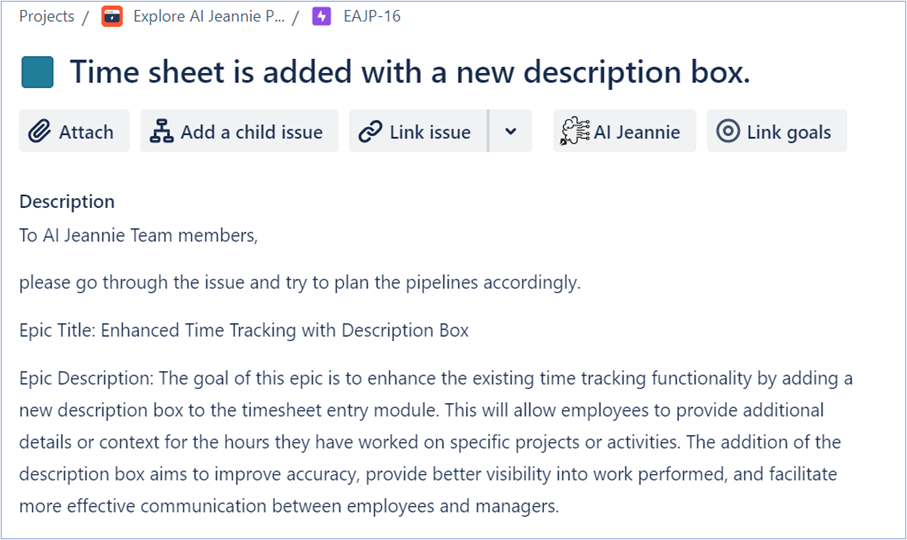 Projects / Explore AI Jeannie P... / EAJP-16
Time sheet is added with a new description box.
Attach Add a child issue Link issue AI Jeannie Link goals
Description
To AI Jeannie Team members,
please go through the issue and try to plan the pipelines accordingly.
Epic Title: Enhanced Time Tracking with Description Box
Epic Description: The goal of this epic is to enhance the existing time tracking functionality by adding a
new description box to the timesheet entry module. This will allow employees to provide additional
details or context for the hours they have worked on specific projects or activities. The addition of the
description box aims to improve accuracy, provide better visibility into work performed, and facilitate
more effective communication between employees and managers.